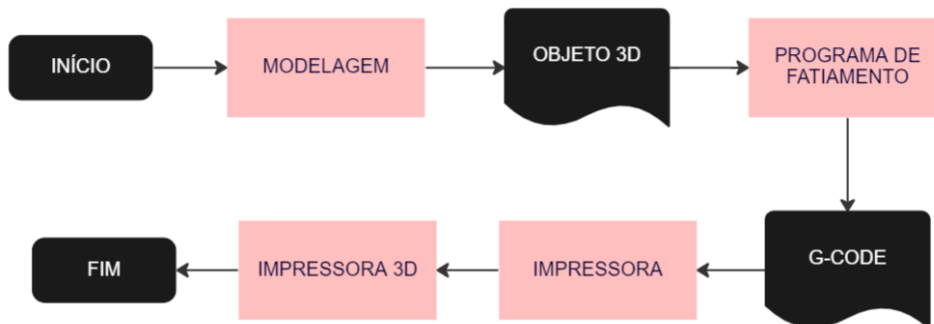 INÍCIO
MODELAGEM
OBJETO 3D
PROGRAMA DE
FATIAMENTO
G-CODE
IMPRESSORA
IMPRESSORA 3D
FIM